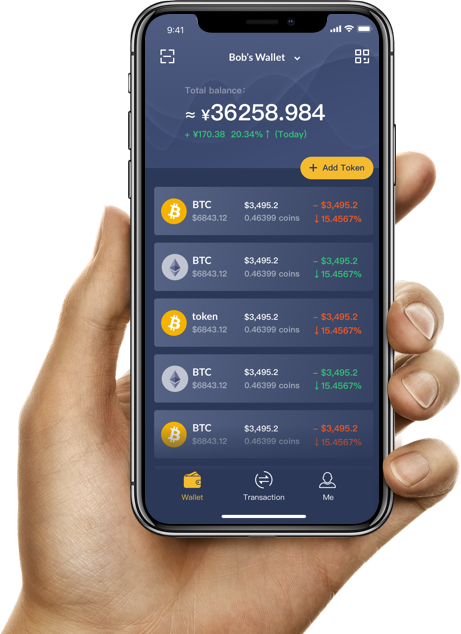 9:41
Bob's Wallet
Total balance:
≈ ¥36258.984
+ ¥170.38 20.34%↑ (Today)
+ Add Token
BTC $3,495.2 – $3,495.2
$6843.12 0.46399 coins ↓15.4567%
BTC $3,495.2 – $3,495.2
$6843.12 0.46399 coins ↓15.4567%
token $3,495.2 – $3,495.2
$6843.12 0.46399 coins ↓15.4567%
BTC $3,495.2 – $3,495.2
$6843.12 0.46399 coins ↓15.4567%
BTC $3,495.2 – $3,495.2
$6843.12 0.46399 coins ↓15.4567%
Wallet Transaction Me